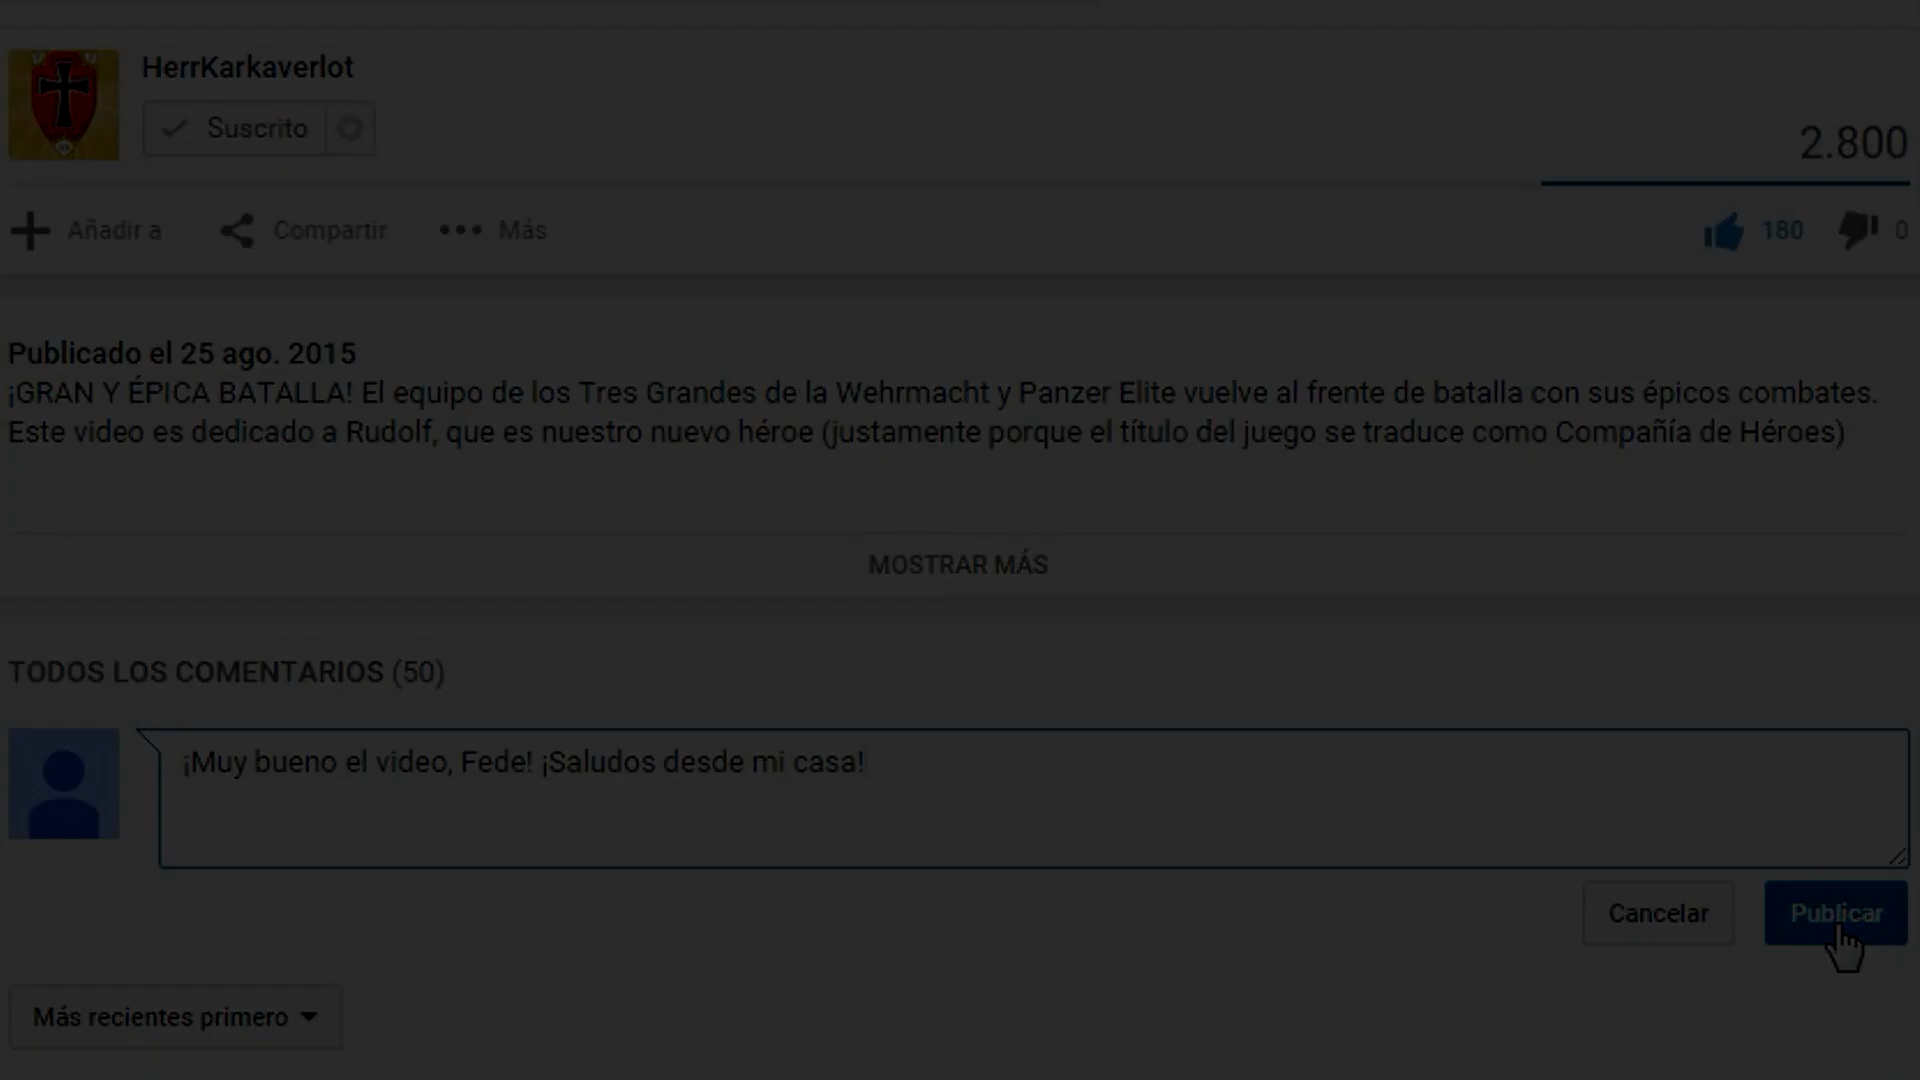 HerrKarkaverlot
Suscrito
2.800
Añadir a Compartir Más 180 0
Publicado el 25 ago. 2015
¡GRAN Y ÉPICA BATALLA! El equipo de los Tres Grandes de la Wehrmacht y Panzer Elite vuelve al frente de batalla con sus épicos combates.
Este video es dedicado a Rudolf, que es nuestro nuevo héroe (justamente porque el título del juego se traduce como Compañía de Héroes)
MOSTRAR MÁS
TODOS LOS COMENTARIOS (50)
¡Muy bueno el video, Fede! ¡Saludos desde mi casa!
Cancelar Publicar
Más recientes primero